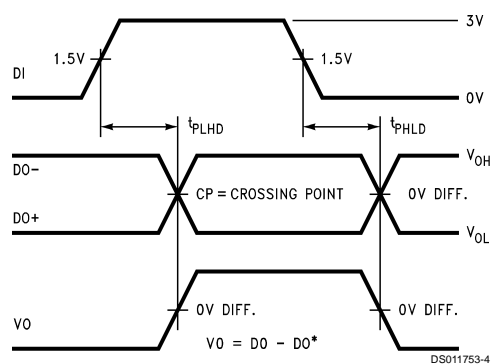 3V
1.5V
1.5V
DI
0V
tPLHD
tPHLD
VOH
DO-
CP = CROSSING POINT
0V DIFF.
DO+
VOL
0V DIFF.
0V DIFF.
VO
VO = DO - DO*
DS011753-4